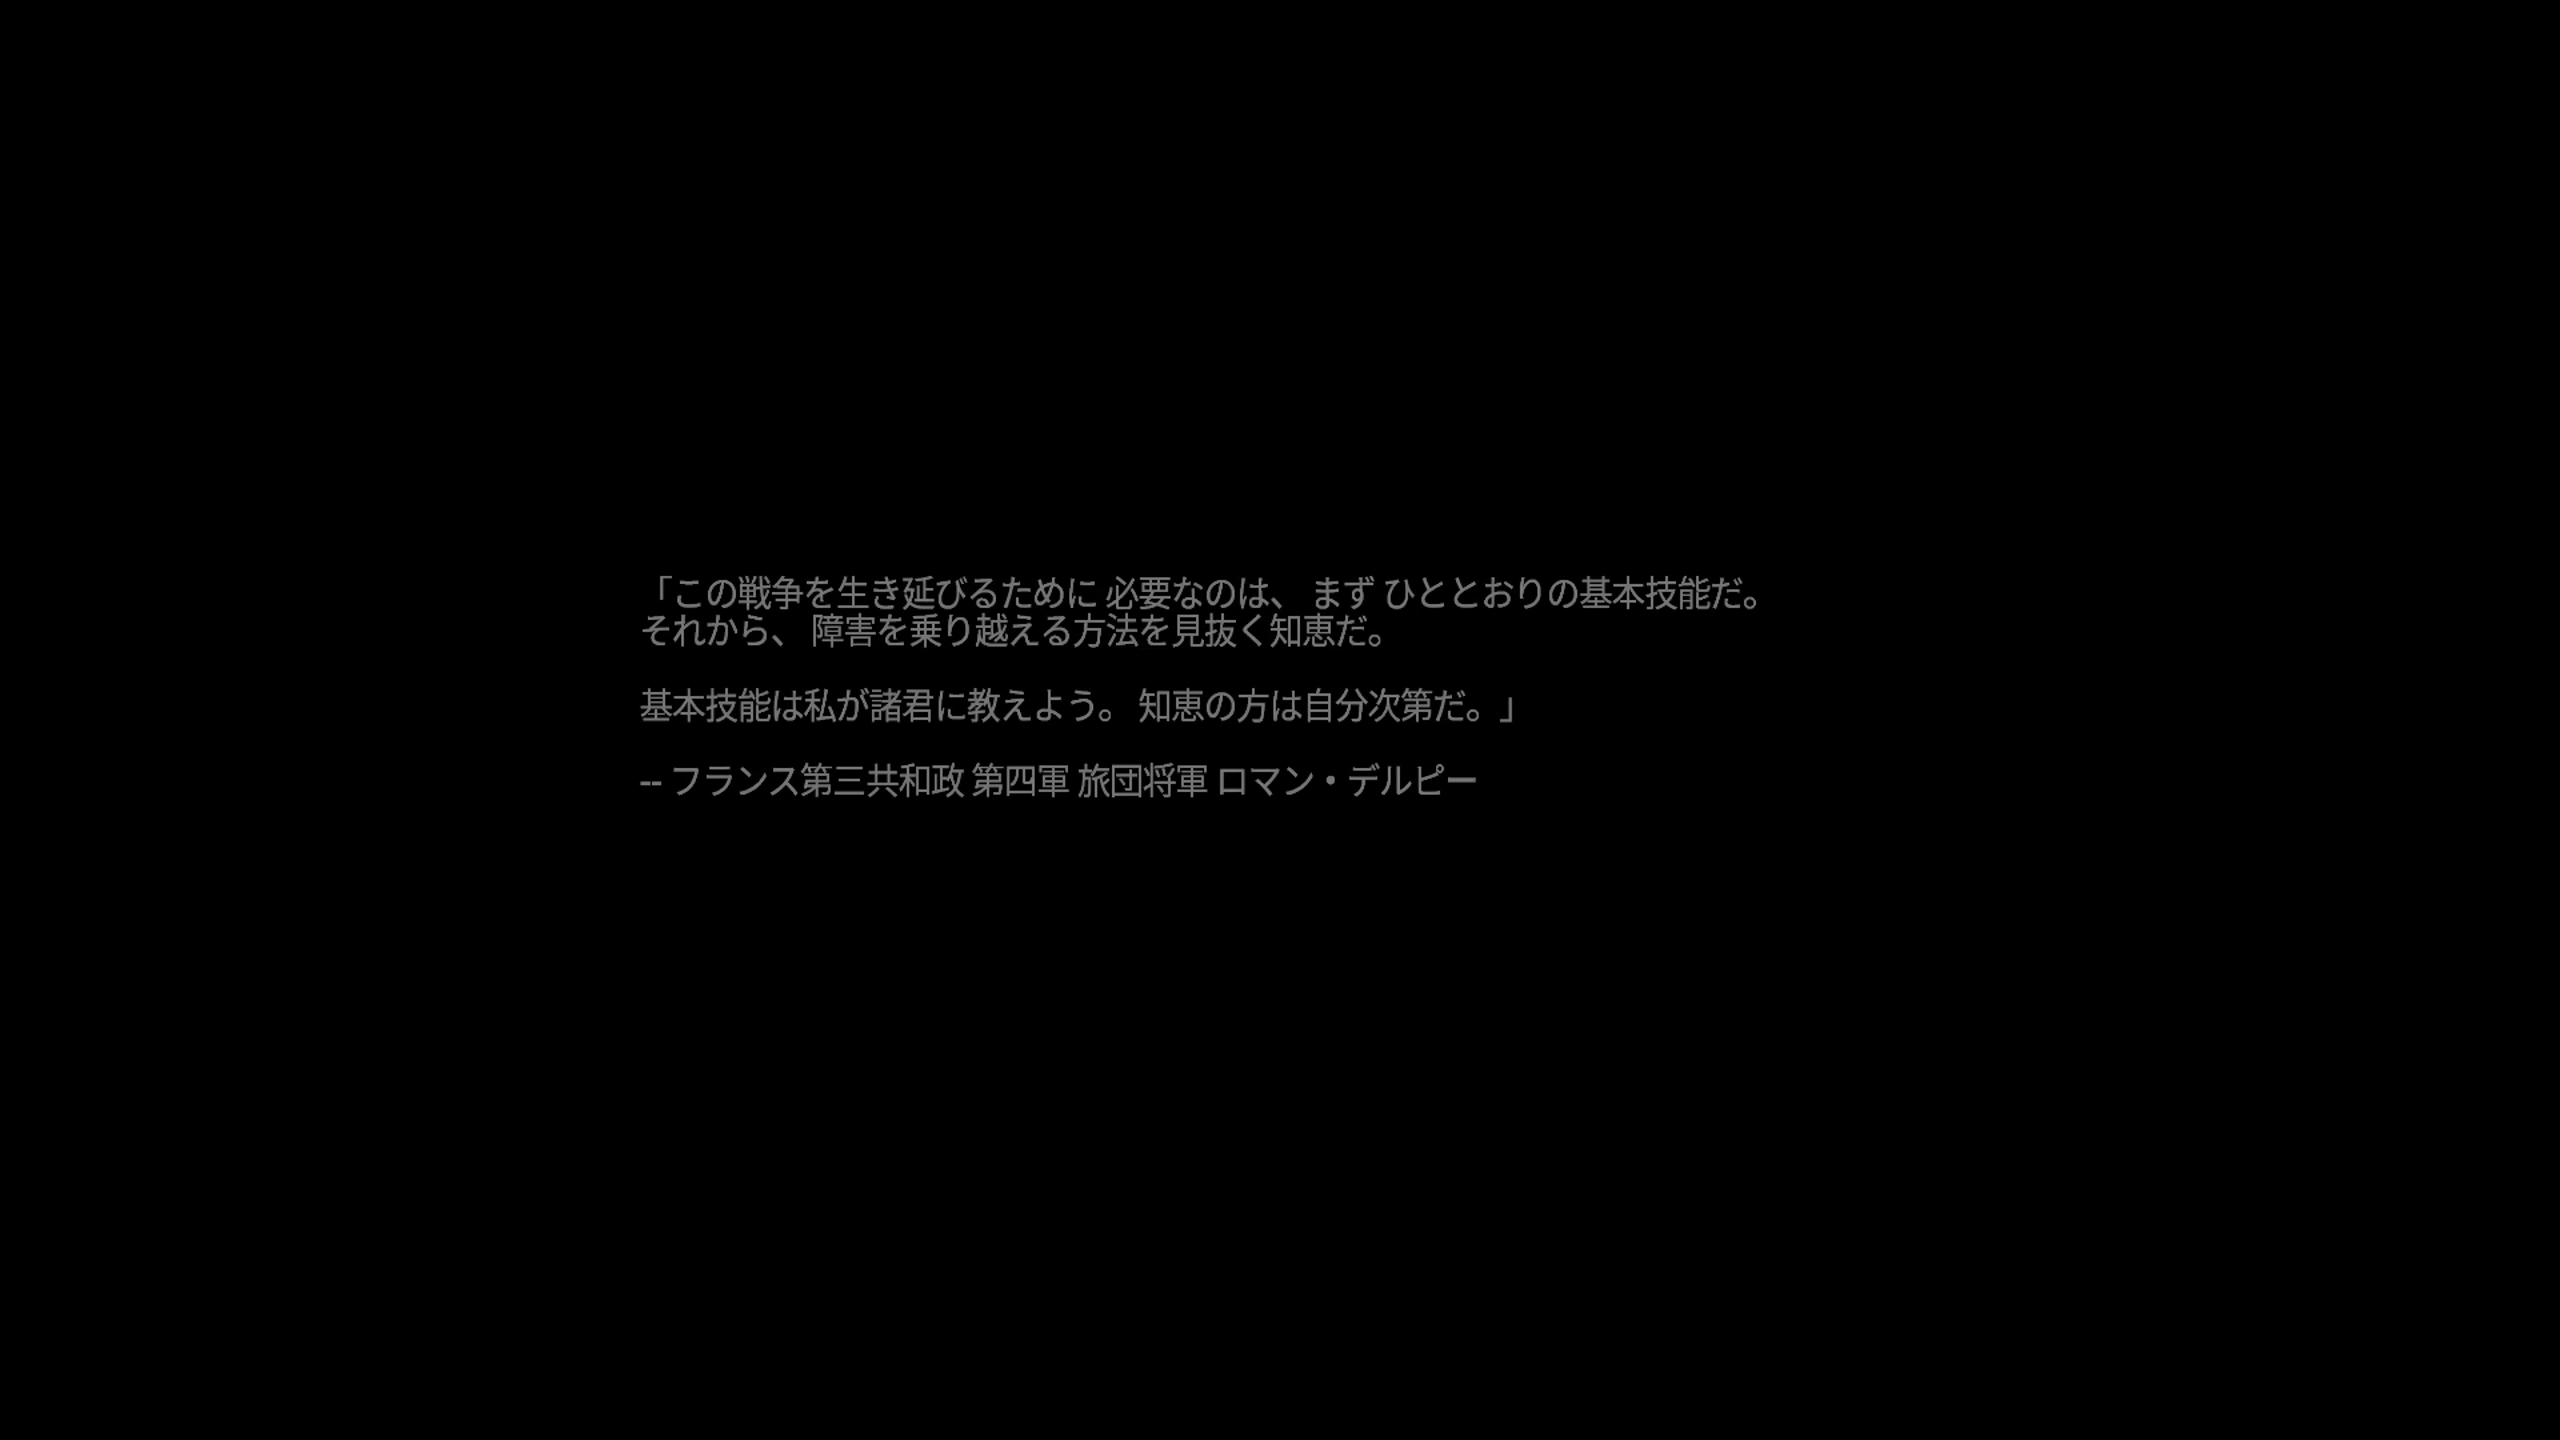 「この戦争を生き延びるために 必要なのは、 まず ひととおりの基本技能だ。
それから、 障害を乗り越える方法を見抜く知恵だ。
基本技能は私が諸君に教えよう。 知恵の方は自分次第だ。」
-- フランス第三共和政 第四軍 旅団将軍 ロマン・デルピー